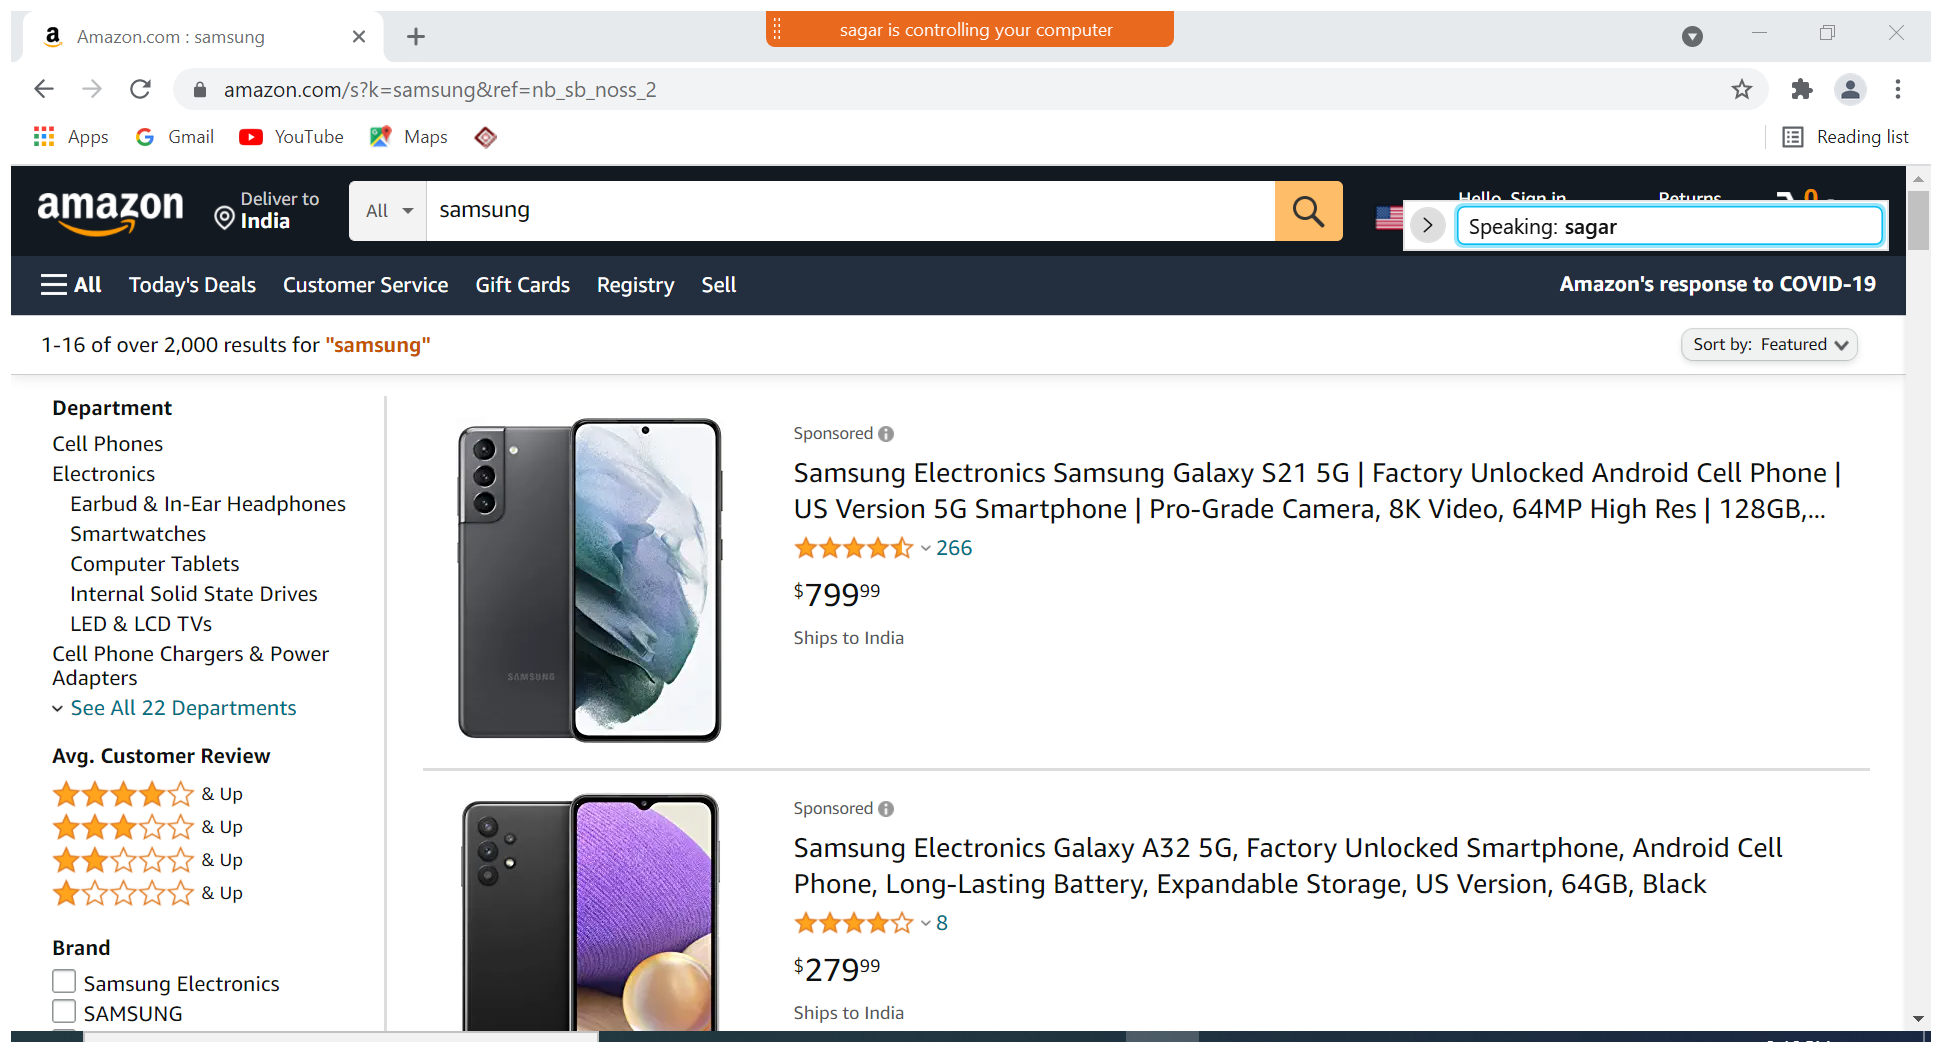 Amazon.com : samsung
sagar is controlling your computer
amazon.com/s?k=samsung&ref=nb_sb_noss_2
Apps Gmail YouTube Maps Reading list
amazon
Deliver to
India
All
samsung
Hello, Sign in
Returns
0
Speaking: sagar
All Today's Deals Customer Service Gift Cards Registry Sell Amazon's response to COVID-19
1-16 of over 2,000 results for "samsung"
Sort by: Featured
Department
Cell Phones
Electronics
Earbud & In-Ear Headphones
Smartwatches
Computer Tablets
Internal Solid State Drives
LED & LCD TVs
Cell Phone Chargers & Power
Adapters
See All 22 Departments
Avg. Customer Review
& Up
& Up
& Up
& Up
Brand
Samsung Electronics
SAMSUNG
SAMSUNG
Sponsored
Samsung Electronics Samsung Galaxy S21 5G | Factory Unlocked Android Cell Phone |
US Version 5G Smartphone | Pro-Grade Camera, 8K Video, 64MP High Res | 128GB,...
266
$79999
Ships to India
Sponsored
Samsung Electronics Galaxy A32 5G, Factory Unlocked Smartphone, Android Cell
Phone, Long-Lasting Battery, Expandable Storage, US Version, 64GB, Black
8
$27999
Ships to India